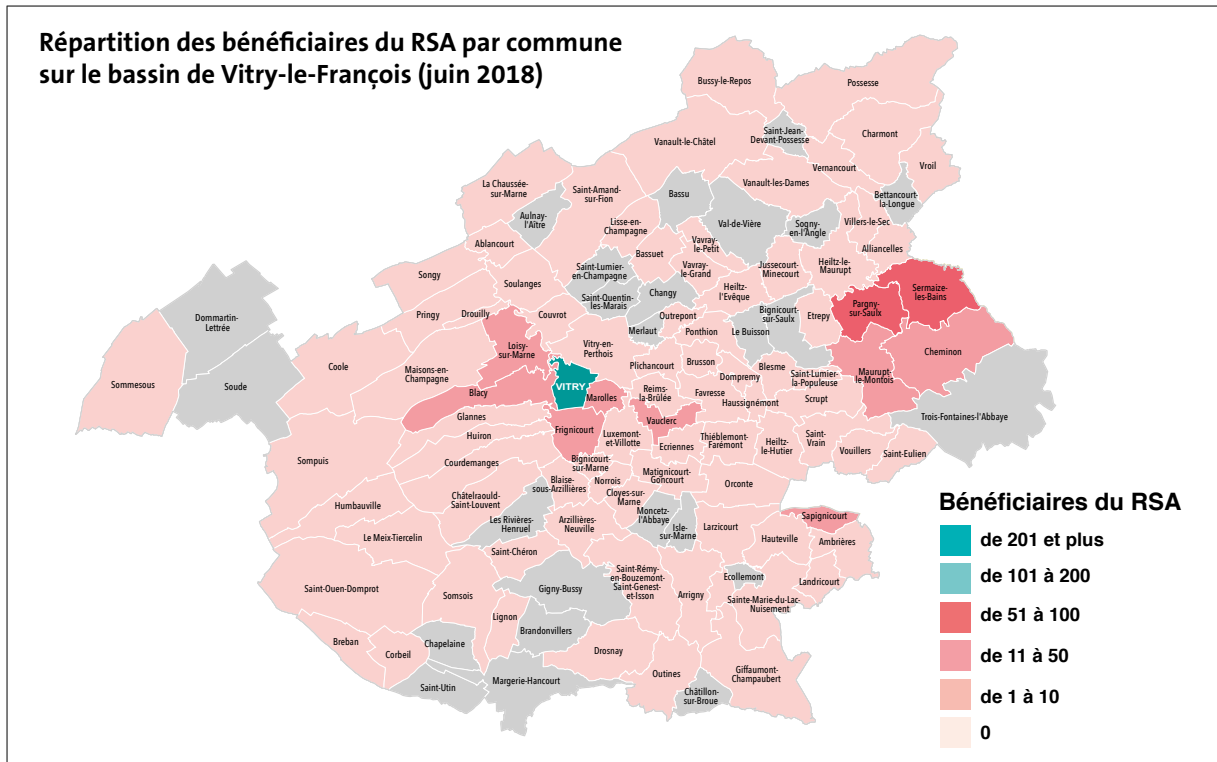 Répartition des bénéficiaires du RSA par commune
sur le bassin de Vitry-le-François (juin 2018)
Bussy-le-Repos
Possesse
Saint-Jean-
Devant-Possesse
Charmont
Vanault-le-Châtel
Vernancourt
Vroil
La Chaussée-
sur-Marne
Saint-Amand-
sur-Fion
Bassu
Vanault-les-Dames
Bettancourt-
la-Longue
Aulnay-
l'Aître
Lisse-en-
Champagne
Val-de-Vière
Sogny-
en-l'Angle
Villers-le-Sec
Ablancourt
Bassuet
Vavray-
le-Petit
Alliancelles
Songy
Soulanges
Saint-Lumier-
en-Champagne
Vavray-
le-Grand
Jussecourt-
Minecourt
Heiltz-le-
Maurupt
Sermaize-
les-Bains
Saint-Quentin-
les-Marais
Changy
Heiltz-
l'Evêque
Pargny-
sur-Saulx
Dommartin-
Lettrée
Pringy
Drouilly
Couvrot
Merlaut
Outrepont
Bignicourt-
sur-Saulx
Etrepy
Ponthion
Le Buisson
Loisy-
sur-Marne
Vitry-en-
Perthois
Cheminon
Coole
Maisons-en-
Champagne
Plichancourt
Brusson
Blesme
Sommesous
Soude
VITRY
Dompremy
Saint-Lumier-
la-Populeuse
Maurupt-
le-Montois
Blacy
Marolles
Reims-
la-Brûlée
Favresse
Haussignémont
Scrupt
Glannes
Vauclerc
Trois-Fontaines-l'Abbaye
Huiron
Frignicourt
Luxemont-
et-Villotte
Ecriennes
Thiéblemont-
Farémont
Heiltz-
le-Hutier
Saint-
Vrain
Vouillers
Saint-Eulien
Sompuis
Courdemanges
Bignicourt-
sur-Marne
Matignicourt-
Goncourt
Blaise-
sous-Arzillières
Norrois
Orconte
Humbauville
Châtelraould-
Saint-Louvent
Cloyes-sur-
Marne
Moncetz-
l'Abbaye
Sapignicourt
Les Rivières-
Henruel
Arzillières-
Neuville
Isle-
sur-Marne
Larzicourt
Hauteville
Ambrières
Le Meix-Tiercelin
Saint-Chéron
Saint-Ouen-Domprot
Somsois
Gigny-Bussy
Saint-Rémy-
en-Bouzemont-
Saint-Genest-
et-Isson
Arrigny
Ecollemont
Landricourt
Sainte-Marie-du-Lac-
Nuisement
Lignon
Brandonvillers
Breban
Corbeil
Chapelaine
Drosnay
Saint-Utin
Margerie-Hancourt
Outines
Giffaumont-
Champaubert
Châtillon-
sur-Broue
Bénéficiaires du RSA
de 201 et plus
de 101 à 200
de 51 à 100
de 11 à 50
de 1 à 10
0